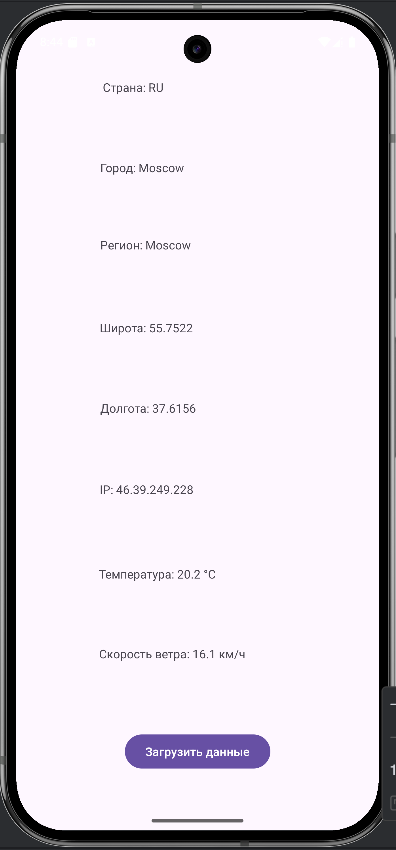 Страна: RU
Город: Moscow
Регион: Moscow
Широта: 55.7522
Долгота: 37.6156
IP: 46.39.249.228
Температура: 20.2 °C
Скорость ветра: 16.1 км/ч
Загрузить данные